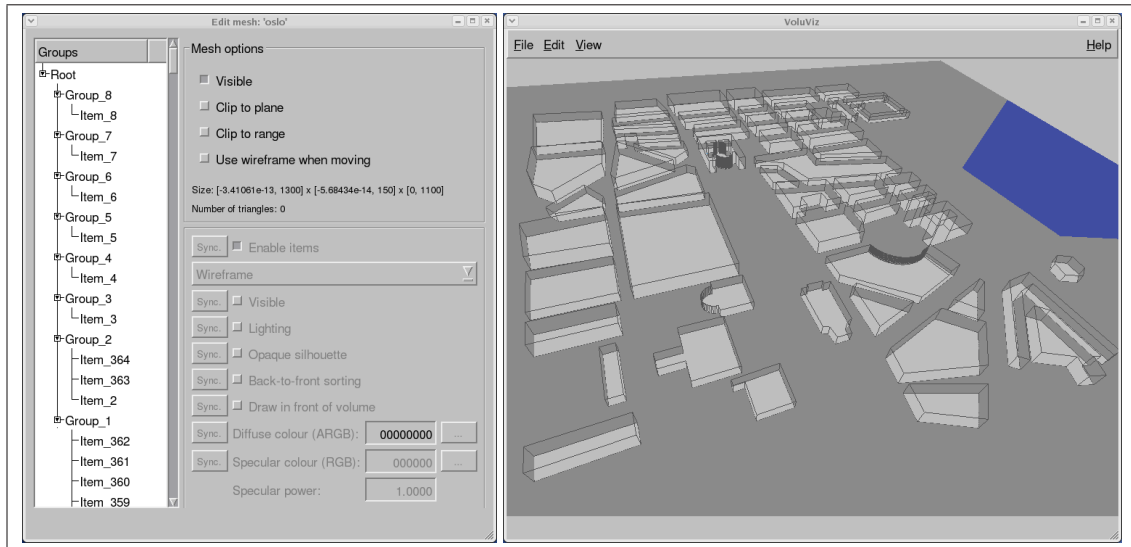 Edit mesh: 'oslo'
Groups
Root
Group_8
Item_8
Group_7
Item_7
Group_6
Item_6
Group_5
Item_5
Group_4
Item_4
Group_3
Item_3
Group_2
Item_364
Item_363
Item_2
Group_1
Item_362
Item_361
Item_360
Item_359
Mesh options
Visible
Clip to plane
Clip to range
Use wireframe when moving
Size: [-3.41061e-13, 1300] x [-5.68434e-14, 150] x [0, 1100]
Number of triangles: 0
Sync. Enable items
Wireframe
Sync. Visible
Sync. Lighting
Sync. Opaque silhouette
Sync. Back-to-front sorting
Sync. Draw in front of volume
Sync. Diffuse colour (ARGB): 00000000 ...
Sync. Specular colour (RGB): 000000 ...
Specular power: 1.0000
VoluViz
File Edit View Help